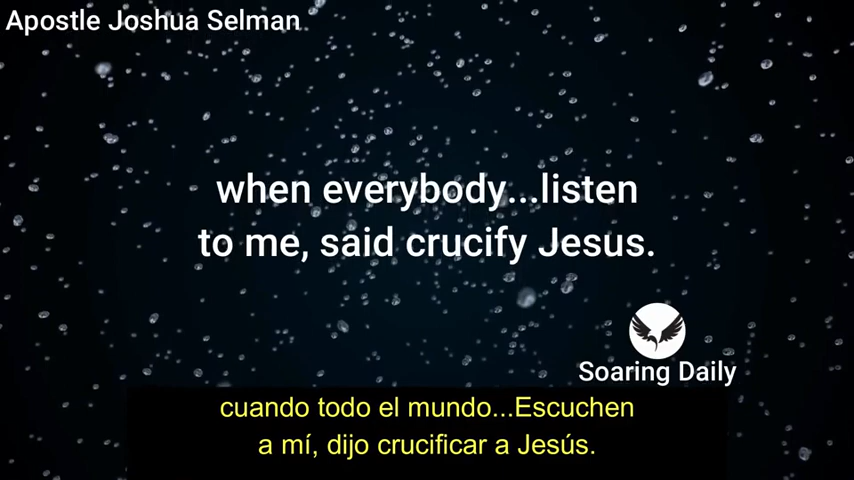 Apostle Joshua Selman
when everybody...listen
to me, said crucify Jesus.
Soaring Daily
cuando todo el mundo...Escuchen
a mí, dijo crucificar a Jesús.